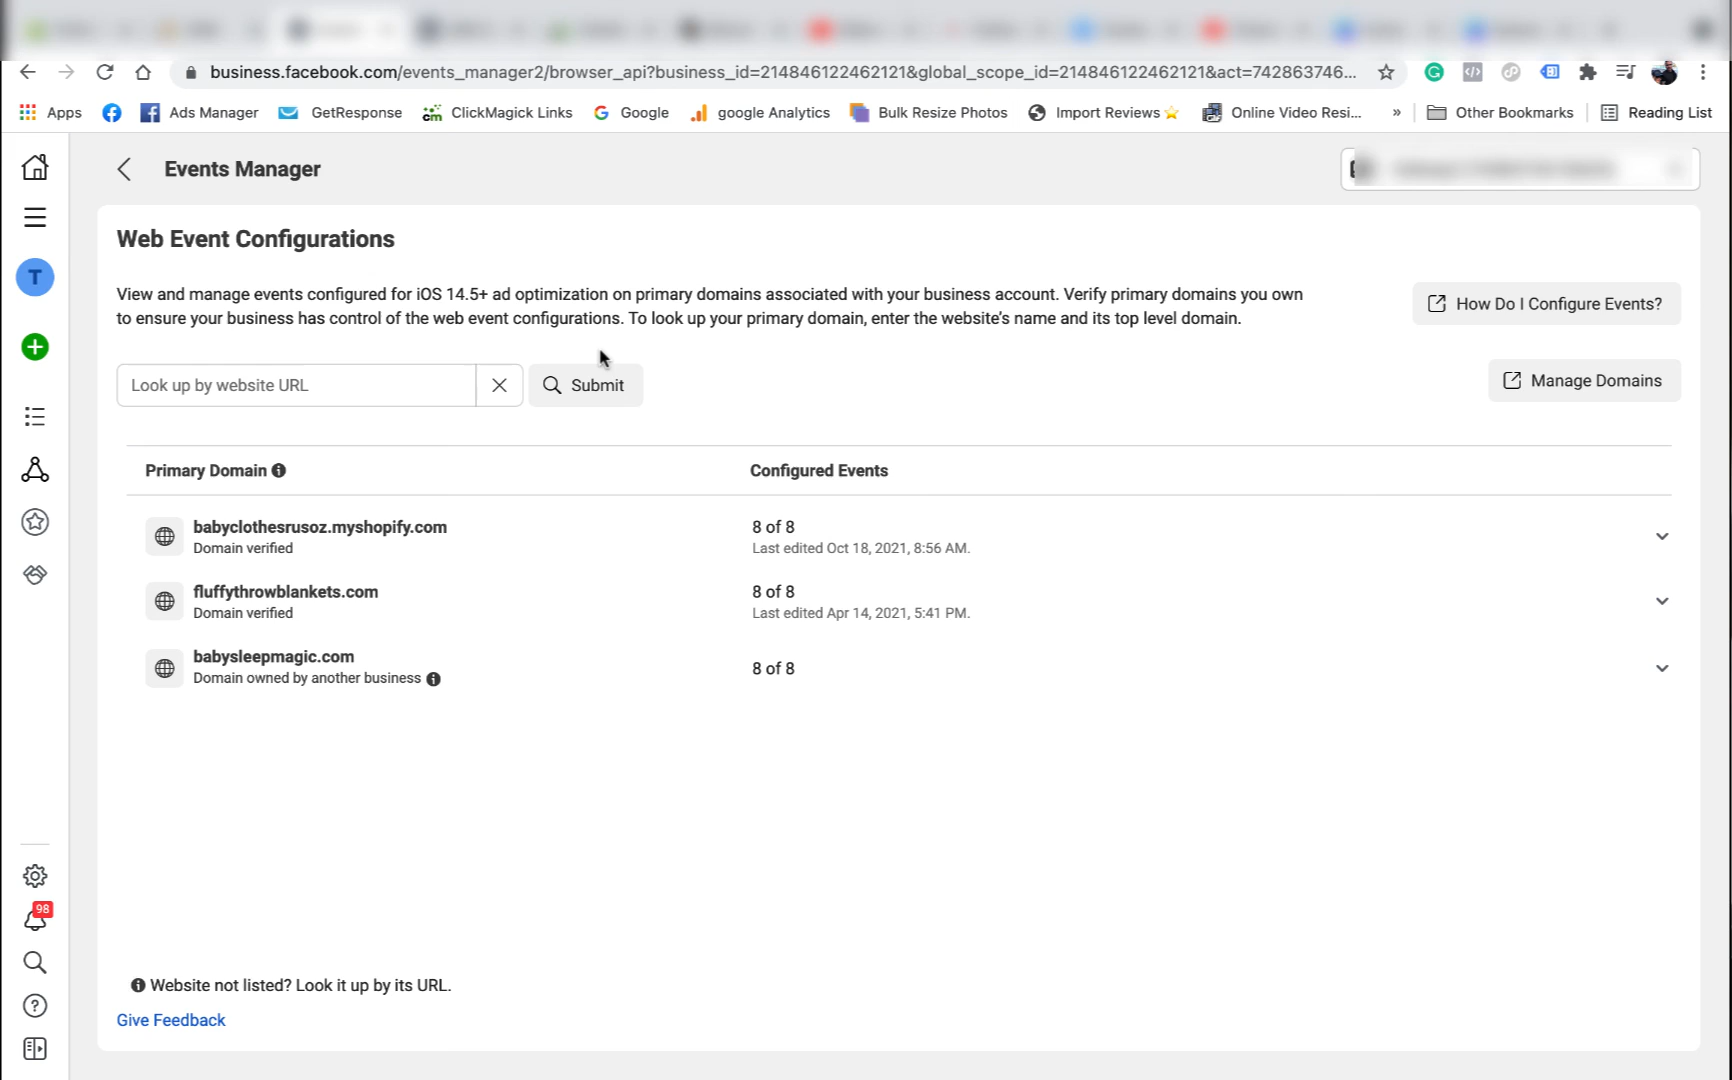 business.facebook.com/events_manager2/browser_api?business_id=214846122462121&global_scope_id=214846122462121&act=742863746...
Apps
Ads Manager
GetResponse
cm
ClickMagick Links
Google
google Analytics
Bulk Resize Photos
Import Reviews
Online Video Resi...
»
Other Bookmarks
Reading List
Events Manager
T
Web Event Configurations
View and manage events configured for iOS 14.5+ ad optimization on primary domains associated with your business account. Verify primary domains you own
to ensure your business has control of the web event configurations. To look up your primary domain, enter the website's name and its top level domain.
How Do I Configure Events?
Look up by website URL
Submit
Manage Domains
Primary Domain
Configured Events
babyclothesrusoz.myshopify.com
Domain verified
8 of 8
Last edited Oct 18, 2021, 8:56 AM.
fluffythrowblankets.com
Domain verified
8 of 8
Last edited Apr 14, 2021, 5:41 PM.
babysleepmagic.com
Domain owned by another business
8 of 8
98
Website not listed? Look it up by its URL.
Give Feedback